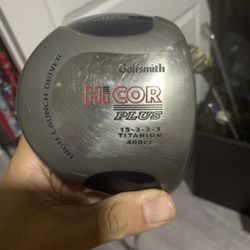 Golfsmith
HiCOR
PLUS
15-3-3-3
TITANIUM
400cc
HIGH LAUNCH DRIVER